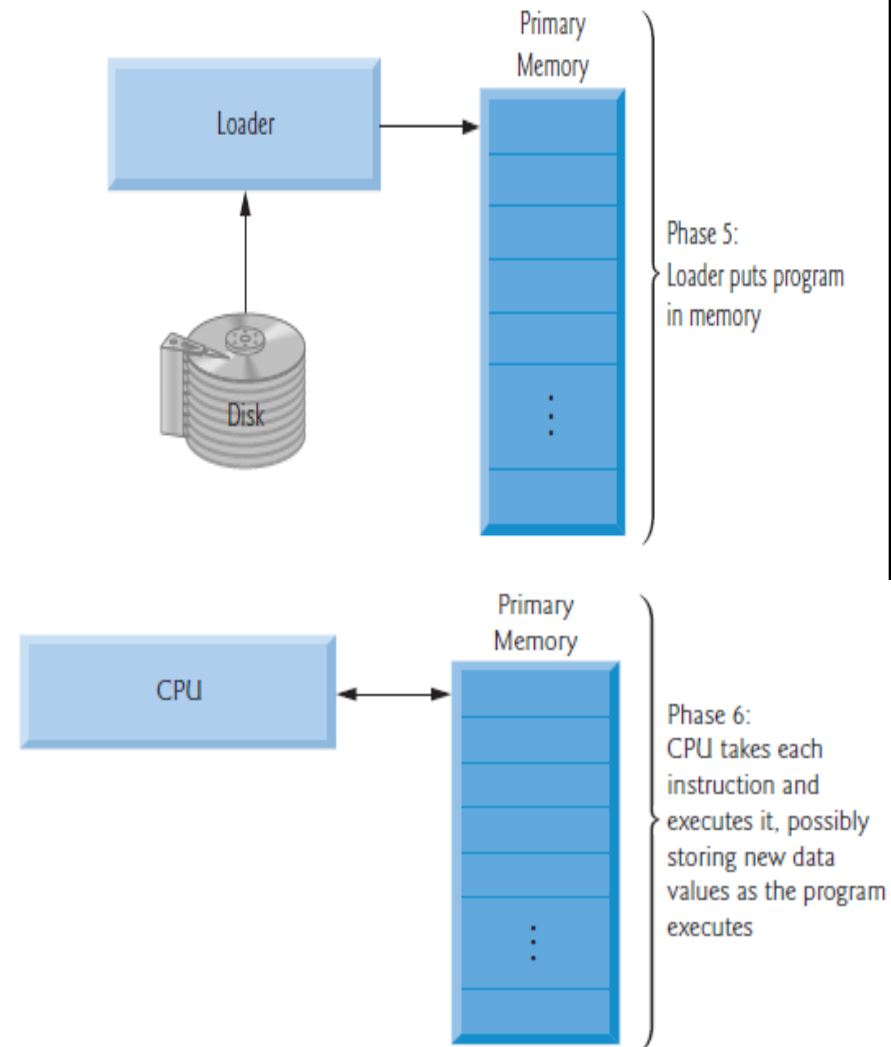 Primary
Memory
Loader
Disk
Phase 5:
Loader puts program
in memory
Primary
Memory
CPU
Phase 6:
CPU takes each
instruction and
executes it, possibly
storing new data
values as the program
executes